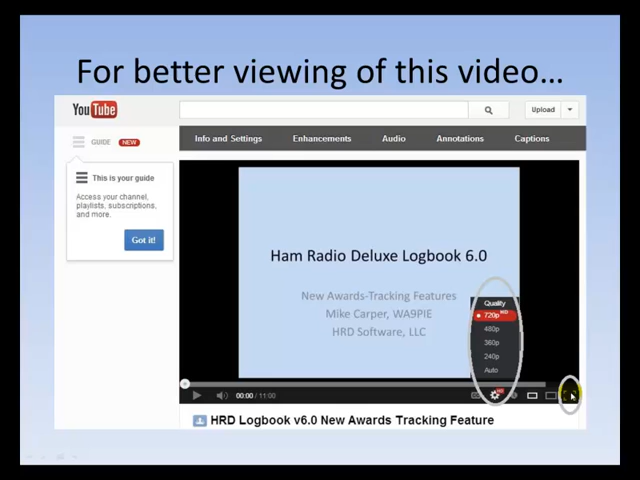 For better viewing of this video...
YouTube
Upload
GUIDE NEW
Info and Settings Enhancements Audio Annotations Captions
This is your guide
Access your channel,
playlists, subscriptions,
and more.
Got it!
Ham Radio Deluxe Logbook 6.0
New Awards-Tracking Features
Mike Carper, WA9PIE
HRD Software, LLC
Quality
720p HD
480p
360p
240p
Auto
00:00 / 11:00
HRD Logbook v6.0 New Awards Tracking Feature